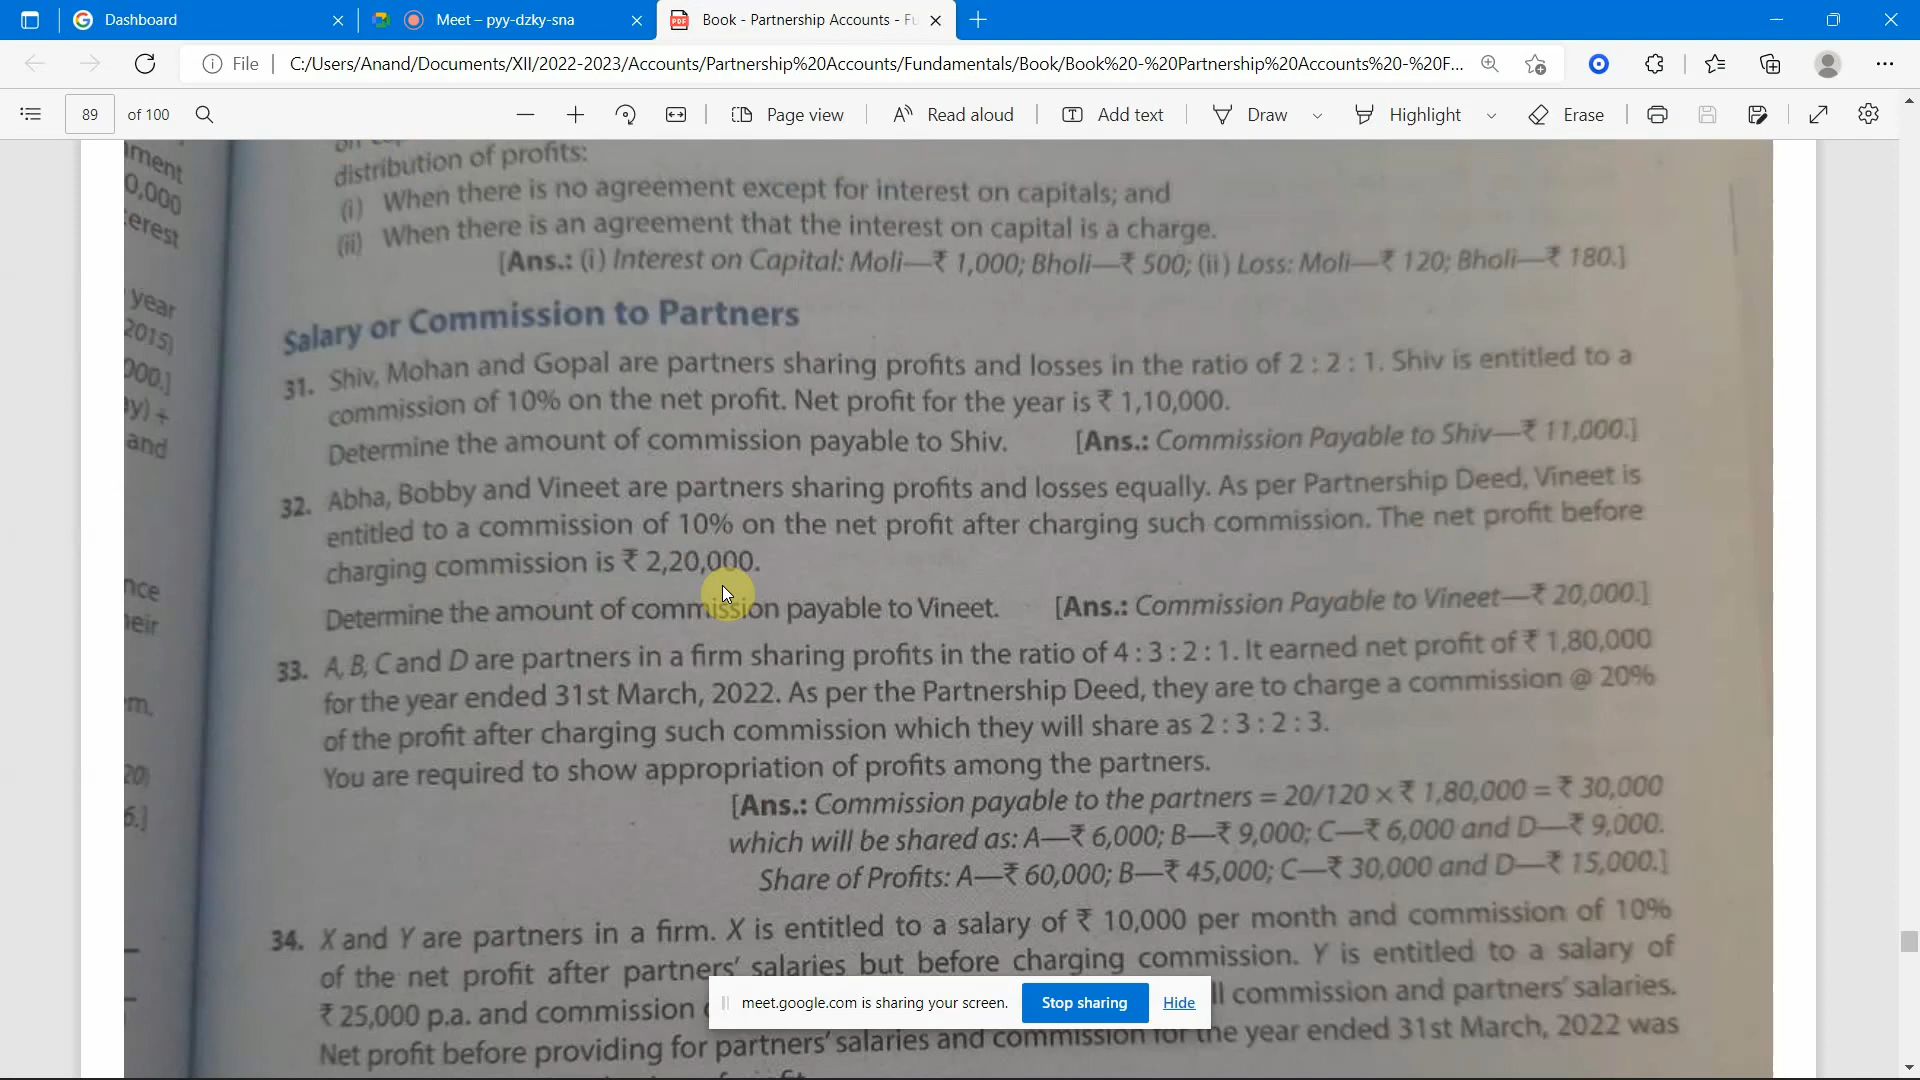 Dashboard
Meet – pyy-dzky-sna
Book - Partnership Accounts - Fu
File
C:/Users/Anand/Documents/XII/2022-2023/Accounts/Partnership%20Accounts/Fundamentals/Book/Book%20-%20Partnership%20Accounts%20-%20F...
89 of 100
Page view
Read aloud
Add text
Draw
Highlight
Erase
ment
0,000
erest
year
2015)
000.]
y) +
and
nce
heir
m.
20)
6.]
distribution of profits:
(i) When there is no agreement except for interest on capitals; and
(ii) When there is an agreement that the interest on capital is a charge.
[Ans.: (i) Interest on Capital: Moli—₹ 1,000; Bholi—₹ 500; (ii) Loss: Moli—₹ 120; Bholi—₹ 180.]
Salary or Commission to Partners
31. Shiv, Mohan and Gopal are partners sharing profits and losses in the ratio of 2 : 2 : 1. Shiv is entitled to a
commission of 10% on the net profit. Net profit for the year is ₹ 1,10,000.
Determine the amount of commission payable to Shiv. [Ans.: Commission Payable to Shiv—₹ 11,000.]
32. Abha, Bobby and Vineet are partners sharing profits and losses equally. As per Partnership Deed, Vineet is
entitled to a commission of 10% on the net profit after charging such commission. The net profit before
charging commission is ₹ 2,20,000.
Determine the amount of commission payable to Vineet. [Ans.: Commission Payable to Vineet—₹ 20,000.]
33. A, B, C and D are partners in a firm sharing profits in the ratio of 4 : 3 : 2 : 1. It earned net profit of ₹ 1,80,000
for the year ended 31st March, 2022. As per the Partnership Deed, they are to charge a commission @ 20%
of the profit after charging such commission which they will share as 2 : 3 : 2 : 3.
You are required to show appropriation of profits among the partners.
[Ans.: Commission payable to the partners = 20/120 × ₹ 1,80,000 = ₹ 30,000
which will be shared as: A—₹ 6,000; B—₹ 9,000; C—₹ 6,000 and D—₹ 9,000.
Share of Profits: A—₹ 60,000; B—₹ 45,000; C—₹ 30,000 and D—₹ 15,000.]
34. X and Y are partners in a firm. X is entitled to a salary of ₹ 10,000 per month and commission of 10%
of the net profit after partners' salaries but before charging commission. Y is entitled to a salary of
₹ 25,000 p.a. and commission ll commission and partners' salaries.
Net profit before providing for partners' salaries and commission for the year ended 31st March, 2022 was
meet.google.com is sharing your screen.
Stop sharing
Hide